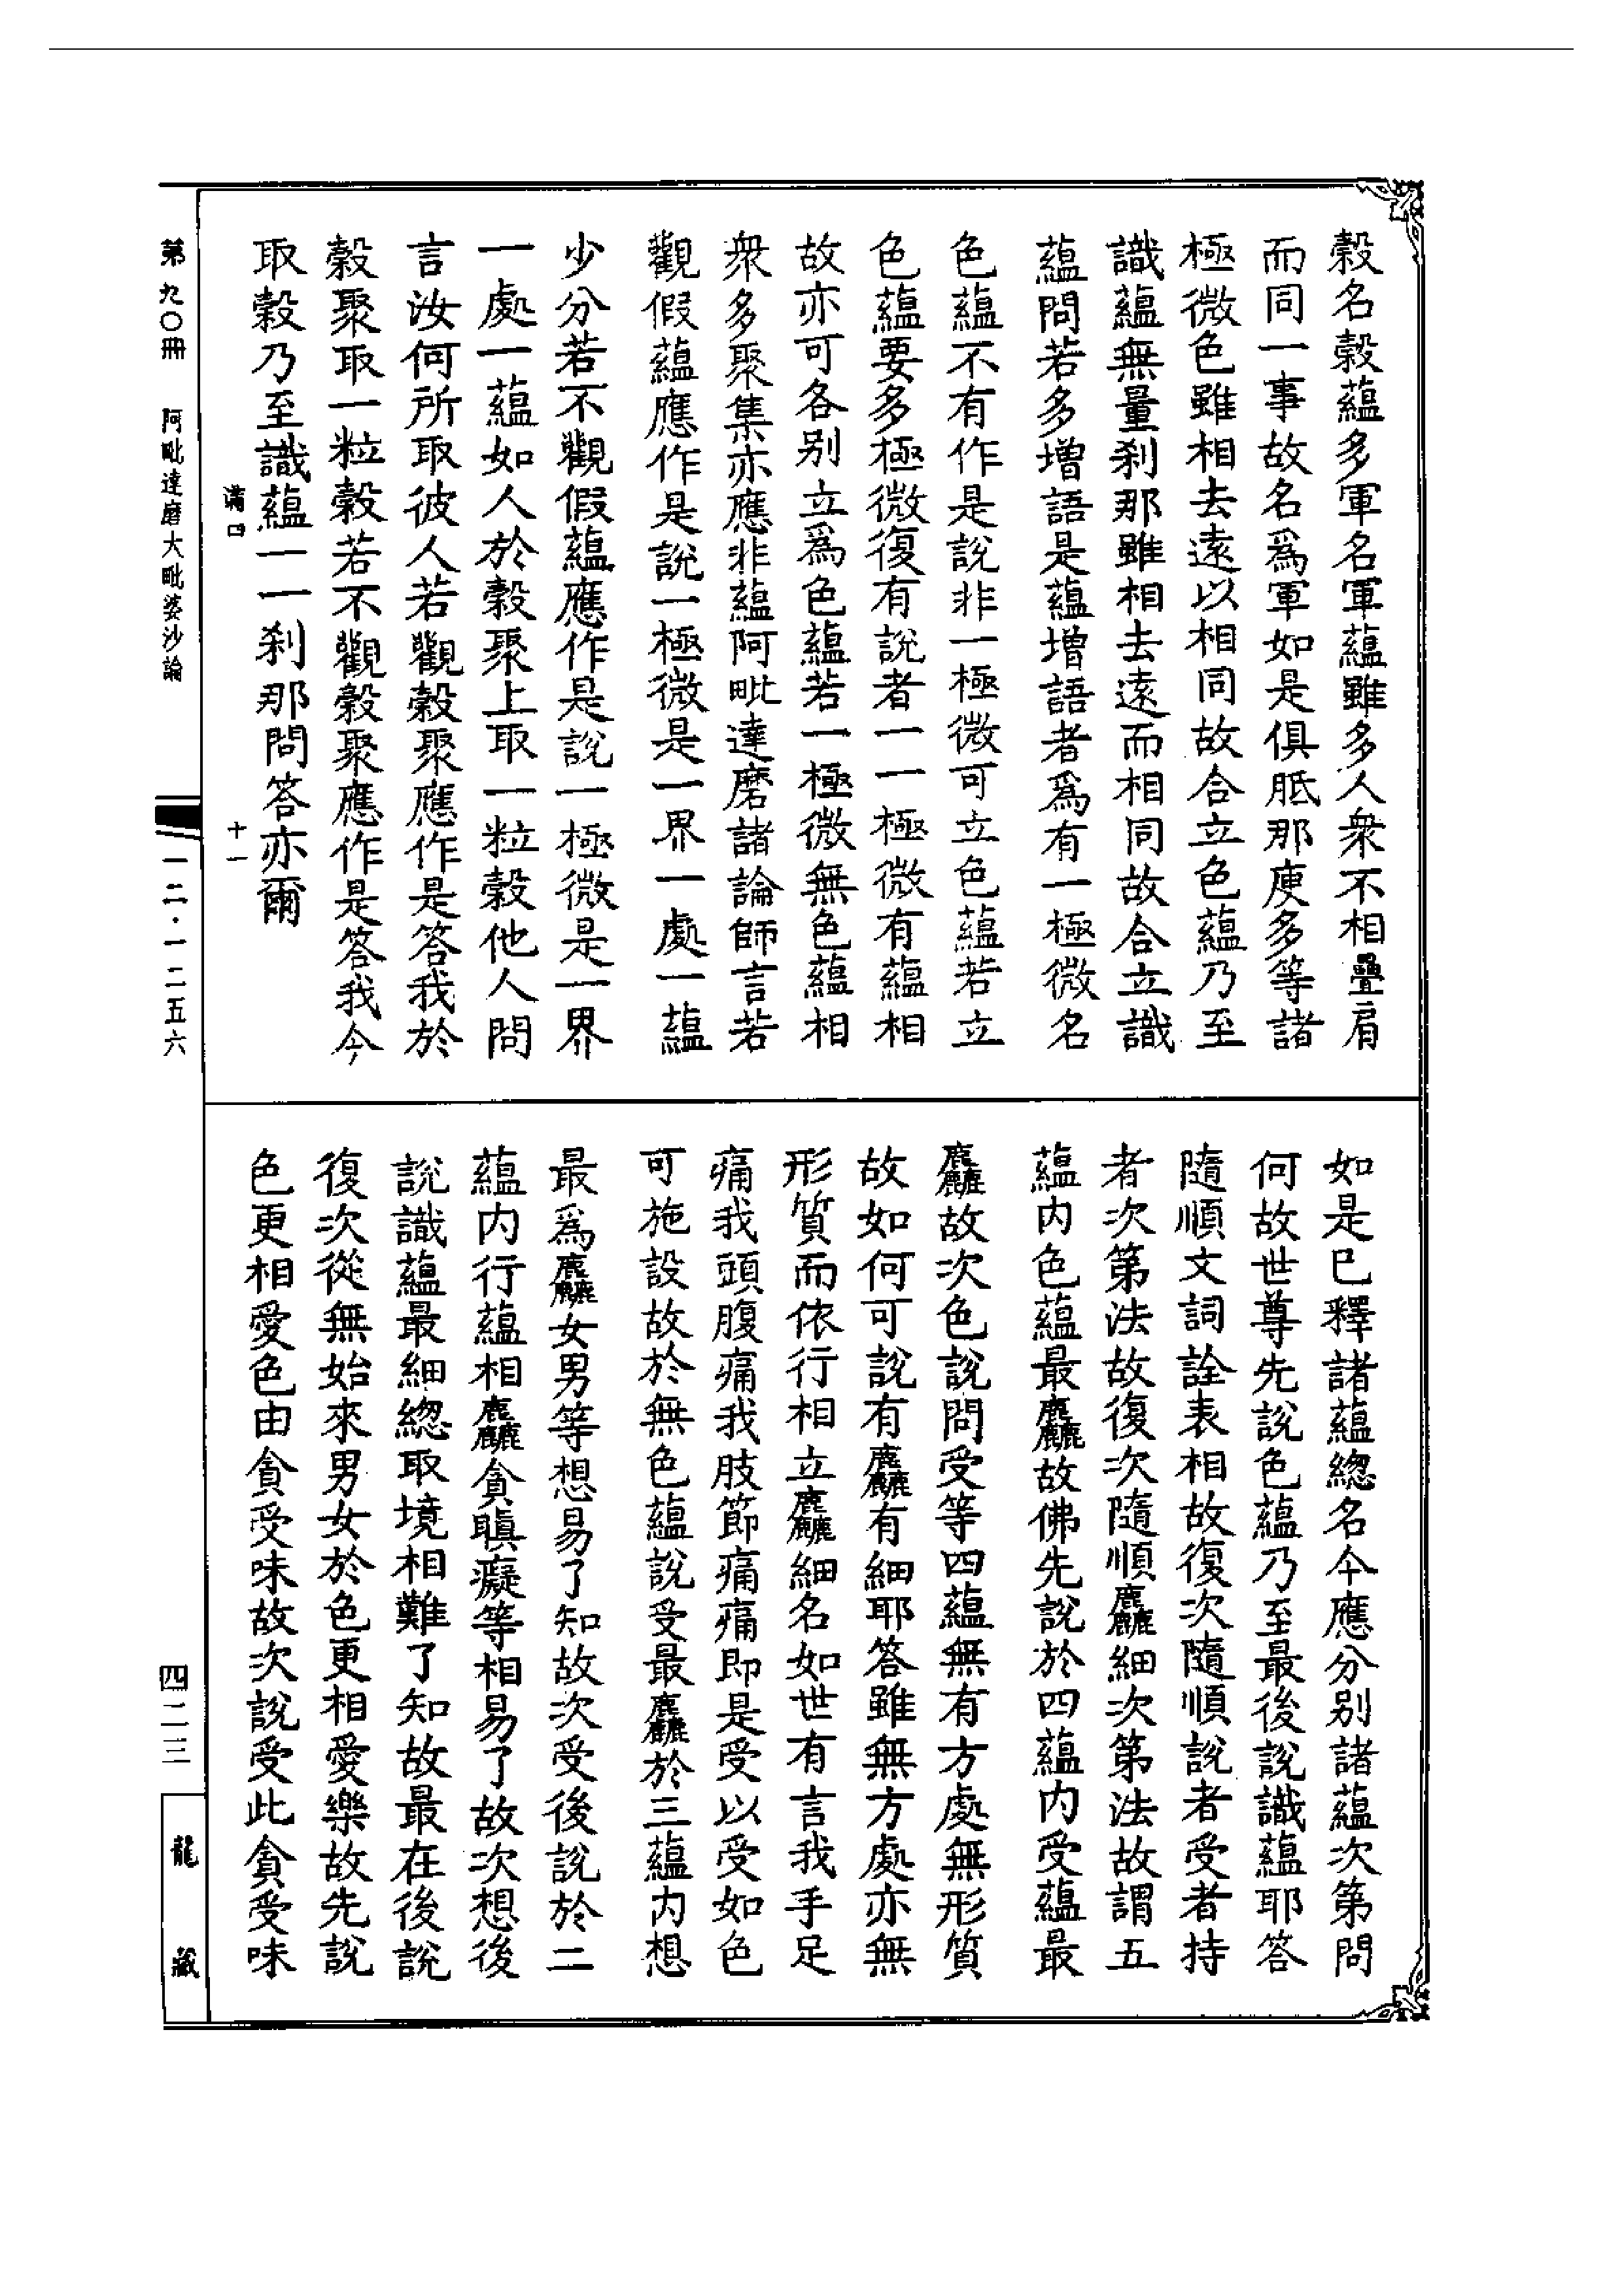 穀名穀蘊多軍名軍蘊雖多人衆不相疊肩
而同一事故名爲軍如是俱胝那庾多等諸
極微色雖相去遠以相同故合立色蘊乃至
識蘊無量刹那雖相去遠而相同故合立識
蘊問若多增語是蘊增語者爲有一極微名
色蘊不有作是說非一極微可立色蘊若立
色蘊要多極微復有說者一一極微有蘊相
故亦可各别立爲色蘊若一極微無色蘊相
衆多聚集亦應非蘊阿毗達磨諸論師言若
觀假蘊應作是說一極微是一界一處一蘊
少分若不觀假蘊應作是說一極微是一界
一處一蘊如人於穀聚上取一粒穀他人問
言汝何所取彼人若觀穀聚應作是答我於
穀聚取一粒穀若不觀穀聚應作是答我今
取穀乃至識蘊一一刹那問答亦爾
如是已釋諸蘊緫名今應分别諸蘊次第問
何故世尊先說色蘊乃至最後說識蘊耶答
隨順文詞詮表相故復次隨順說者受者持
者次第法故復次隨順麤細次第法故謂五
蘊内色蘊最麤故佛先說於四蘊内受蘊最
麤故次色說問受等四蘊無有方處無形質
故如何可說有麤有細耶答雖無方處亦無
形質而依行相立麤細名如世有言我手足
痛我頭腹痛我肢節痛痛即是受以受如色
可施設故於無色蘊說受最麤於三蘊内想
最爲麤女男等想易了知故次受後說於二
蘊内行蘊相麤貪瞋癡等相易了故次想後
說識蘊最細緫取境相難了知故最在後說
復次從無始來男女於色更相愛樂故先說
色更相愛色由貪受味故次說受此貪受味
滿口
十一
第九〇冊 阿毗達磨大毗婆沙論
一二·一二五六
四二三
龍藏